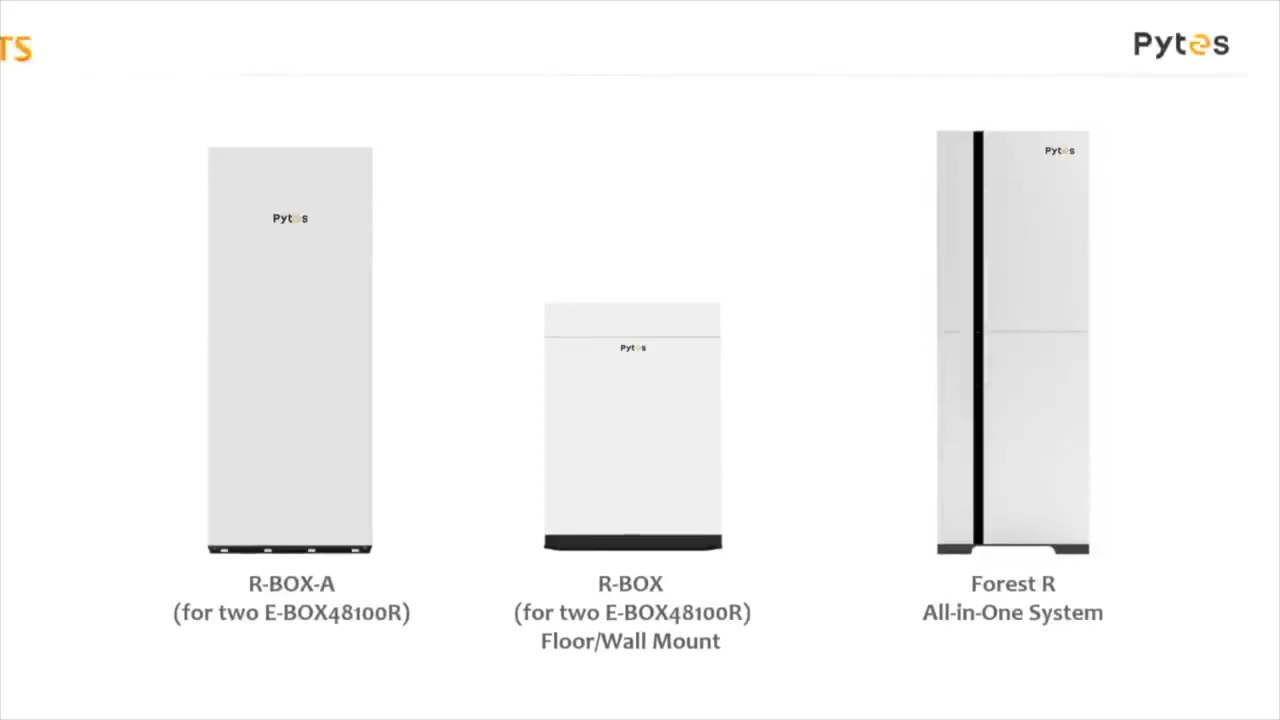 TS
Pytes
Pytes
Pytes
Pytes
R-BOX-A
(for two E-BOX48100R)
R-BOX
(for two E-BOX48100R)
Floor/Wall Mount
Forest R
All-in-One System